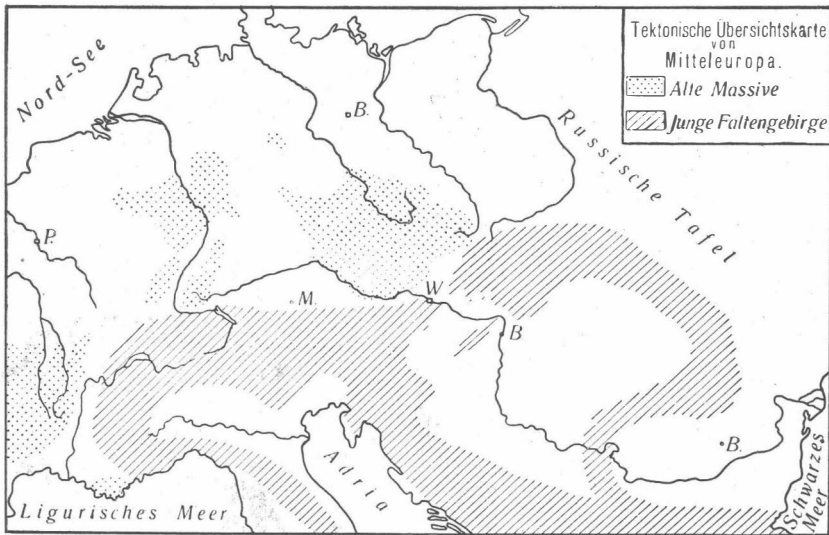 Tektonische Übersichtskarte
von
Mitteleuropa.
Alte Massive
Junge Faltengebirge
Nord-See
Russische Tafel
B.
P.
M.
W
B
B.
Adria
Ligurisches Meer
Schwarzes
Meer